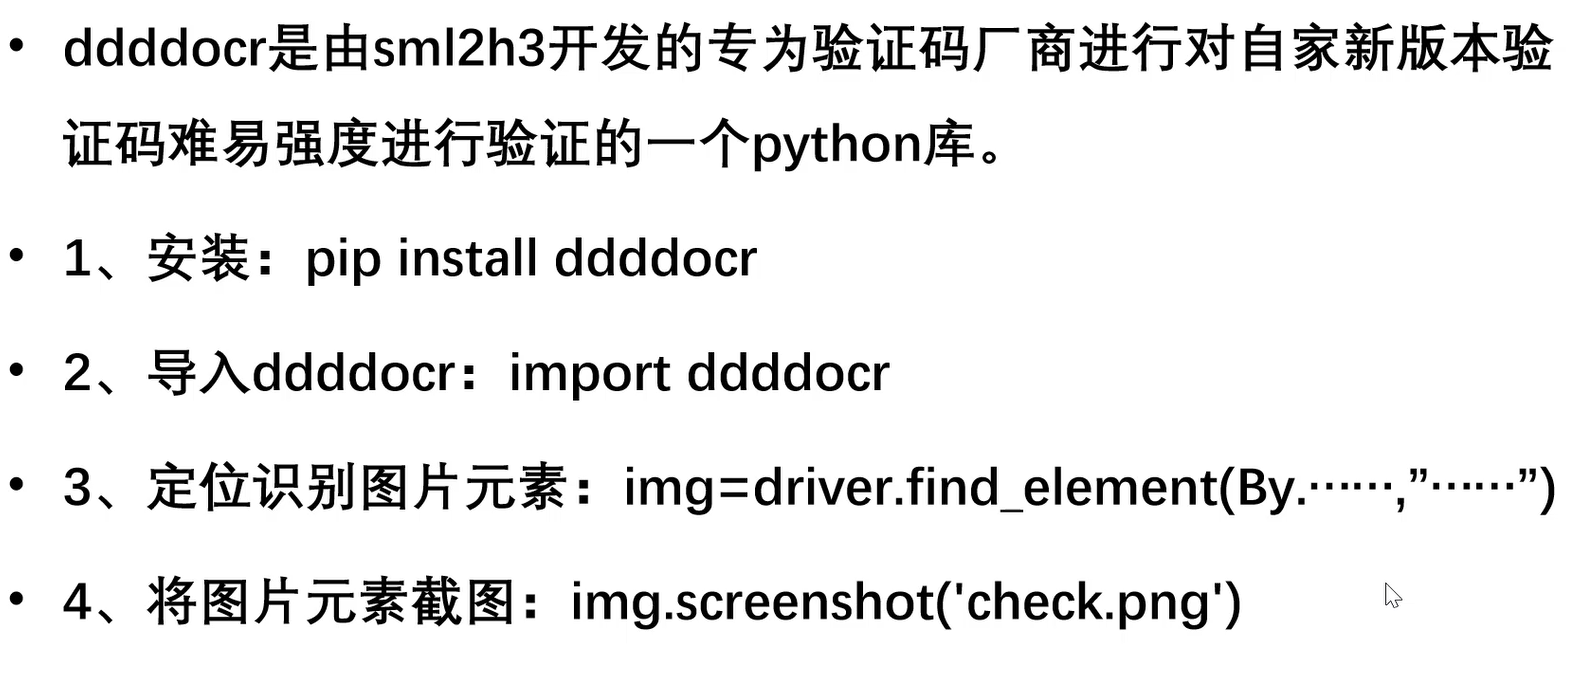 • ddddocr是由sml2h3开发的专为验证码厂商进行对自家新版本验
证码难易强度进行验证的一个python库。
• 1、安装：pip install ddddocr
• 2、导入ddddocr：import ddddocr
• 3、定位识别图片元素：img=driver.find_element(By.……,”……”)
• 4、将图片元素截图：img.screenshot('check.png')